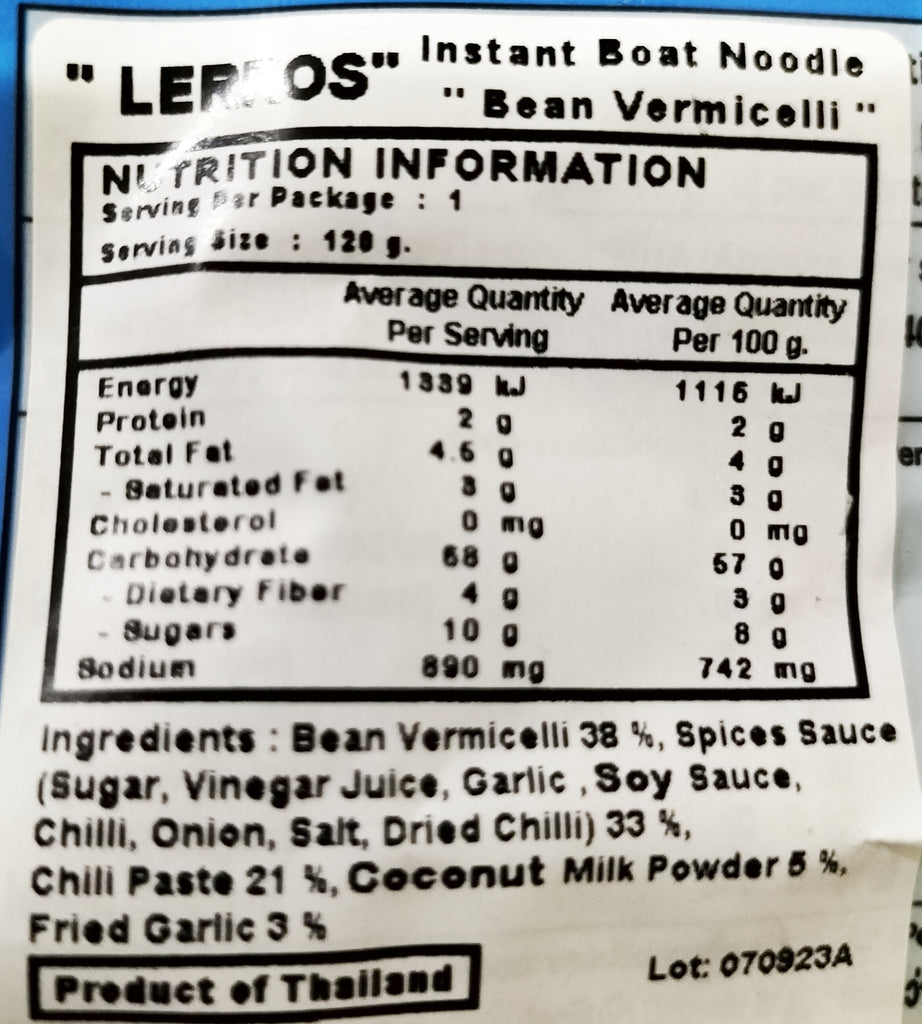 Instant Boat Noodle
" Bean Vermicelli "
NUTRITION INFORMATION
Serving Per Package : 1
Serving Size : 120 g.
Average Quantity Per Serving
Average Quantity Per 100 g.
Energy 1339 kJ 1116 kJ
Protein 2 g 2 g
Total Fat 4.5 g 4 g
- Saturated Fat 3 g 3 g
Cholesterol 0 mg 0 mg
Carbohydrate 68 g 57 g
- Dietary Fiber 4 g 3 g
- Sugars 10 g 8 g
Sodium 890 mg 742 mg
Ingredients : Bean Vermicelli 38 %, Spices Sauce
(Sugar, Vinegar Juice, Garlic , Soy Sauce,
Chilli, Onion, Salt, Dried Chilli) 33 %,
Chili Paste 21 %, Coconut Milk Powder 5 %,
Fried Garlic 3 %
Product of Thailand
Lot: 070923A